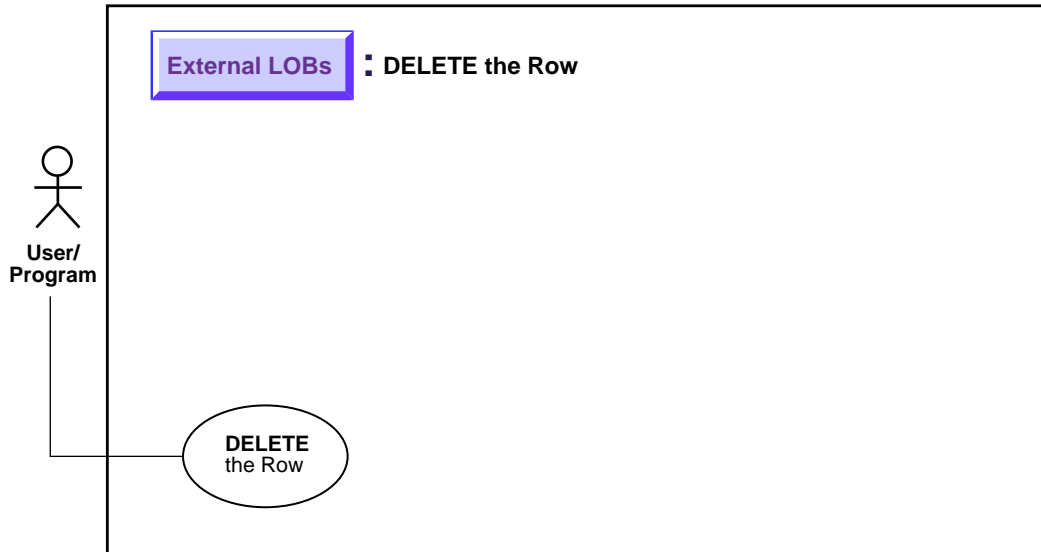 External LOBs : DELETE the Row
User/
Program
DELETE
the Row